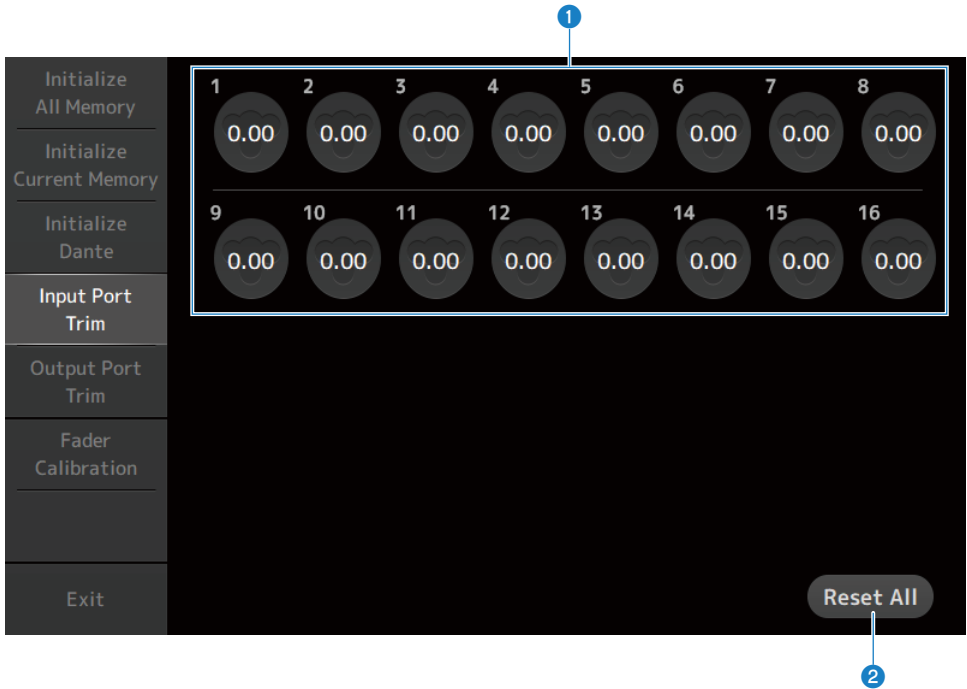 1
Initialize
All Memory
Initialize
Current Memory
Initialize
Dante
Input Port
Trim
Output Port
Trim
Fader
Calibration
Exit
1 2 3 4 5 6 7 8
0.00 0.00 0.00 0.00 0.00 0.00 0.00 0.00
9 10 11 12 13 14 15 16
0.00 0.00 0.00 0.00 0.00 0.00 0.00 0.00
Reset All
2